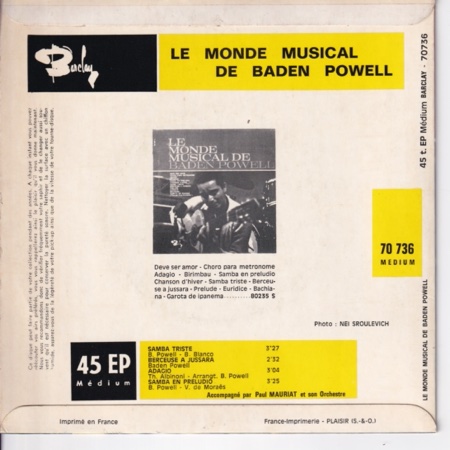 Barclay
LE MONDE MUSICAL
DE BADEN POWELL
45 t. EP Médium BARCLAY - 70736
LE
MONDE
MUSICAL DE
BADEN POWELL
Deve ser amor - Choro para metronome
Adagio - Birimbau - Samba en preludio
Chanson d'hiver - Samba triste - Berceu-
se a jussara - Prelude - Euridice - Bachia-
na - Garota de ipanema ........ 80235 S
70 736
MEDIUM
Photo : NEI SROULEVICH
LE MONDE MUSICAL DE BADEN POWELL
45 EP
Médium
SAMBA TRISTE 3'27
B. Powell - B. Blanco
BERCEUSE A JUSSARA 2'32
Baden Powell
ADAGIO 3'04
Th. Albinoni - Arrangt. B. Powell
SAMBA EN PRELUDIO 3'25
B. Powell - V. de Moraës
Accompagné par Paul MAURIAT et son Orchestre
Imprimé en France
France-Imprimerie - PLAISIR (S.-&-O.)